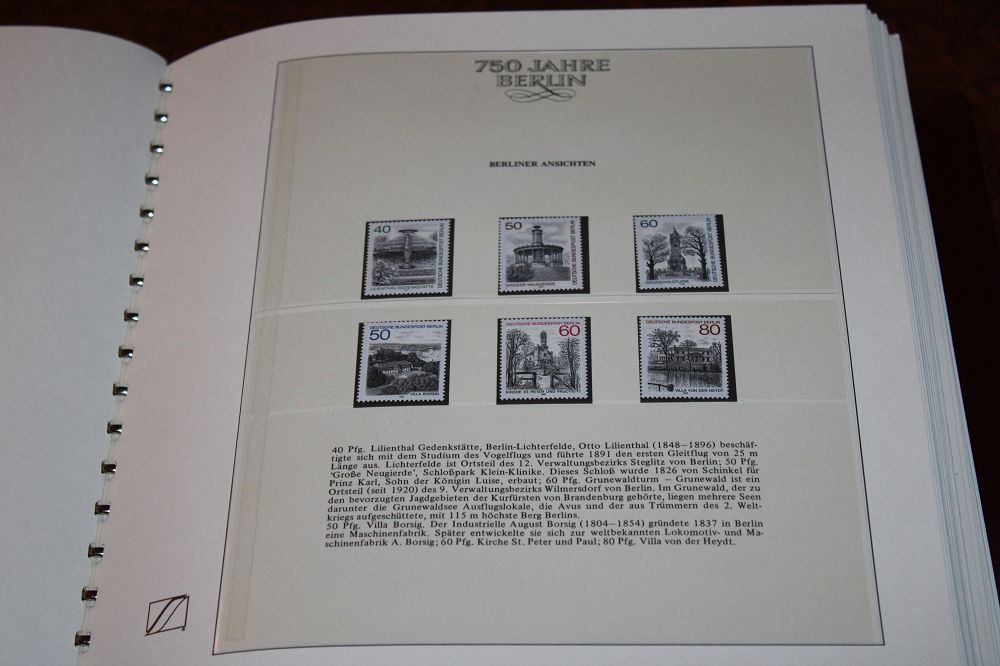 750 JAHRE
BERLIN
BERLINER ANSICHTEN
40
DEUTSCHE BUNDESPOST BERLIN
LILIENTHAL-GEDENKSTÄTTE
50
DEUTSCHE BUNDESPOST BERLIN
GROSSE NEUGIERDE
60
DEUTSCHE BUNDESPOST BERLIN
GRUNEWALDTURM
DEUTSCHE BUNDESPOST BERLIN
50
VILLA BORSIG
DEUTSCHE BUNDESPOST BERLIN
60
KIRCHE ST. PETER UND PAUL
DEUTSCHE BUNDESPOST BERLIN
80
VILLA VON DER HEYDT
40 Pfg. Lilienthal Gedenkstätte, Berlin-Lichterfelde, Otto Lilienthal (1848—1896) beschäf-
tigte sich mit dem Studium des Vogelflugs und führte 1891 den ersten Gleitflug von 25 m
Länge aus. Lichterfelde ist Ortsteil des 12. Verwaltungsbezirks Steglitz von Berlin; 50 Pfg.
'Große Neugierde', Schloßpark Klein-Klinike. Dieses Schloß wurde 1826 von Schinkel für
Prinz Karl, Sohn der Königin Luise, erbaut; 60 Pfg. Grunewaldturm — Grunewald ist ein
Ortsteil (seit 1920) des 9. Verwaltungsbezirks Wilmersdorf von Berlin. Im Grunewald, der zu
den bevorzugten Jagdgebieten der Kurfürsten von Brandenburg gehörte, liegen mehrere Seen
darunter die Grunewaldsee Ausflugslokale, die Avus und der aus Trümmern des 2. Welt-
kriegs aufgeschüttete, mit 115 m höchste Berg Berlins.
50 Pfg. Villa Borsig. Der Industrielle August Borsig (1804—1854) gründete 1837 in Berlin
eine Maschinenfabrik. Später entwickelte sie sich zur weltbekannten Lokomotiv- und Ma-
schinenfabrik A. Borsig; 60 Pfg. Kirche St. Peter und Paul; 80 Pfg. Villa von der Heydt.